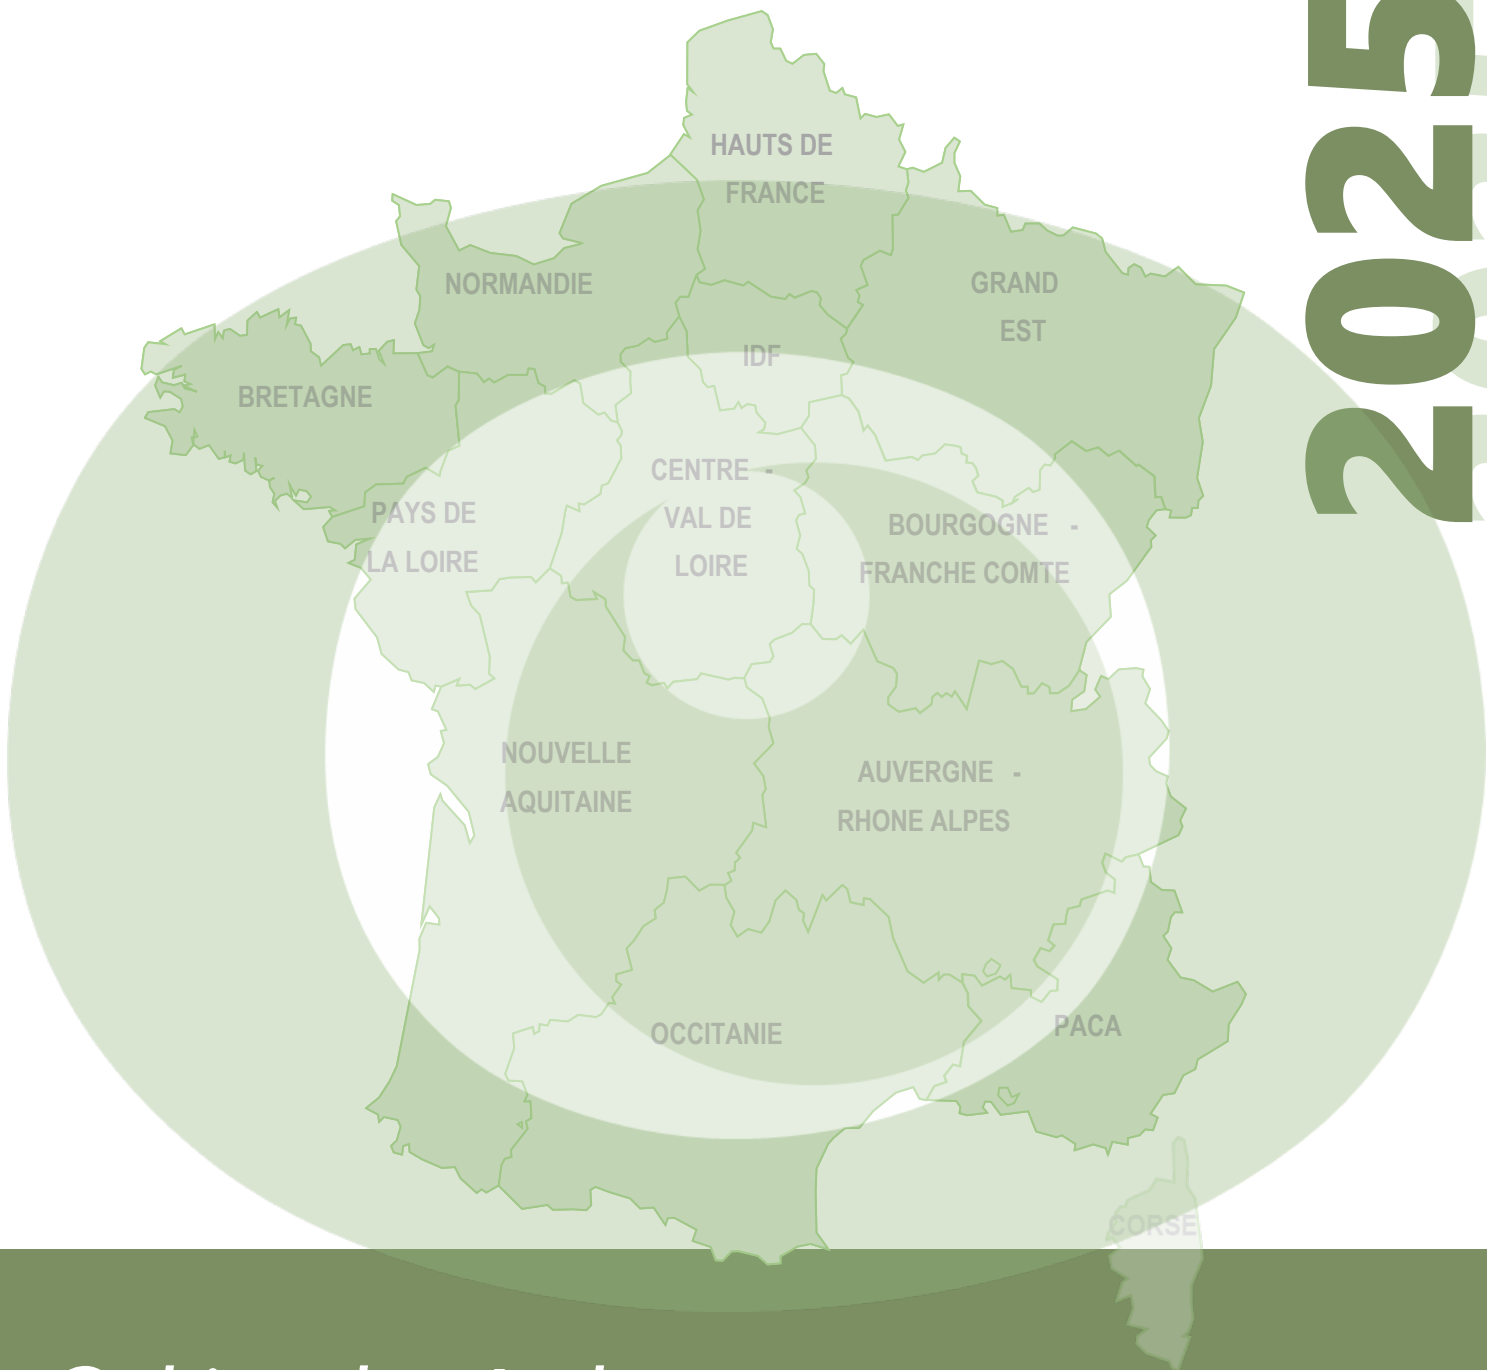 2025
HAUTS DE
FRANCE
NORMANDIE
GRAND
EST
IDF
BRETAGNE
CENTRE -
VAL DE
LOIRE
PAYS DE
LA LOIRE
BOURGOGNE -
FRANCHE COMTE
NOUVELLE
AQUITAINE
AUVERGNE -
RHONE ALPES
OCCITANIE
PACA
CORSE